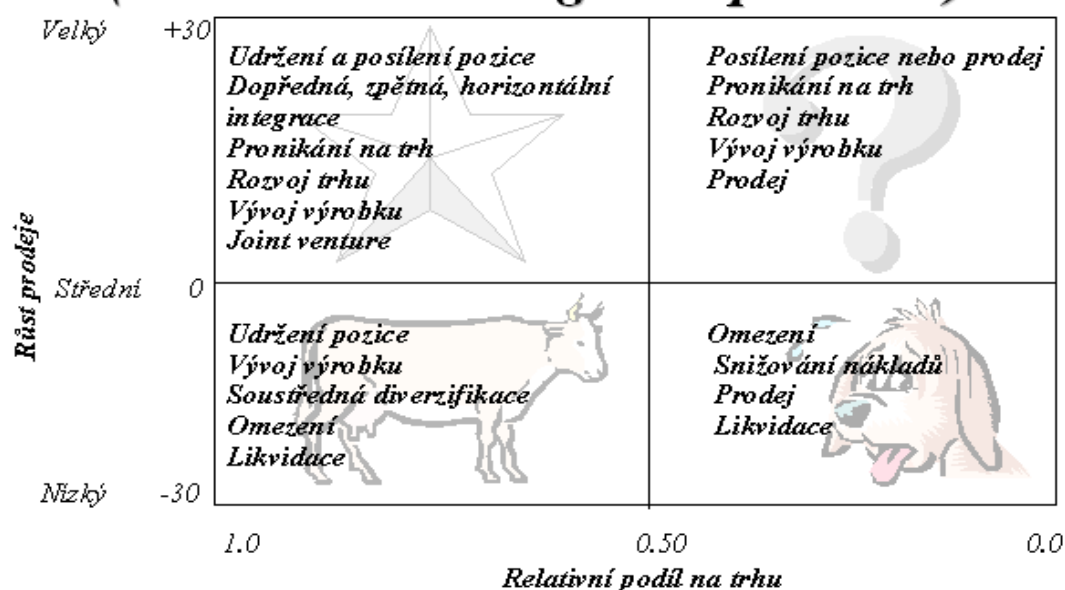 Velký +30
Udržení a posílení pozice
Dopředná, zpětná, horizontální
integrace
Pronikání na trh
Rozvoj trhu
Vývoj výrobku
Joint venture
Posílení pozice nebo prodej
Pronikání na trh
Rozvoj trhu
Vývoj výrobku
Prodej
Růst prodeje
Střední 0
Udržení pozice
Vývoj výrobku
Soustředná diverzifikace
Omezení
Likvidace
Omezení
Snižování nákladů
Prodej
Likvidace
Nízký -30
1.0 0.50 0.0
Relativní podíl na trhu